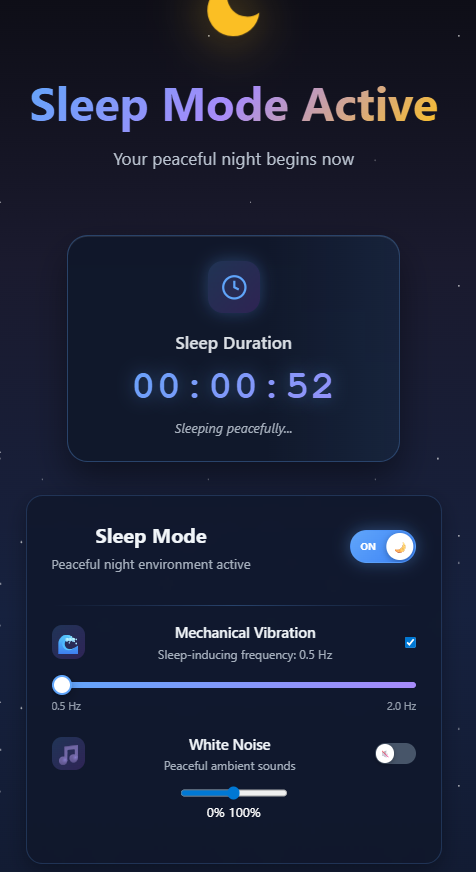 Sleep Mode Active
Your peaceful night begins now
Sleep Duration
00:00:52
Sleeping peacefully...
Sleep Mode
ON
Peaceful night environment active
Mechanical Vibration
Sleep-inducing frequency: 0.5 Hz
0.5 Hz
2.0 Hz
White Noise
Peaceful ambient sounds
0% 100%